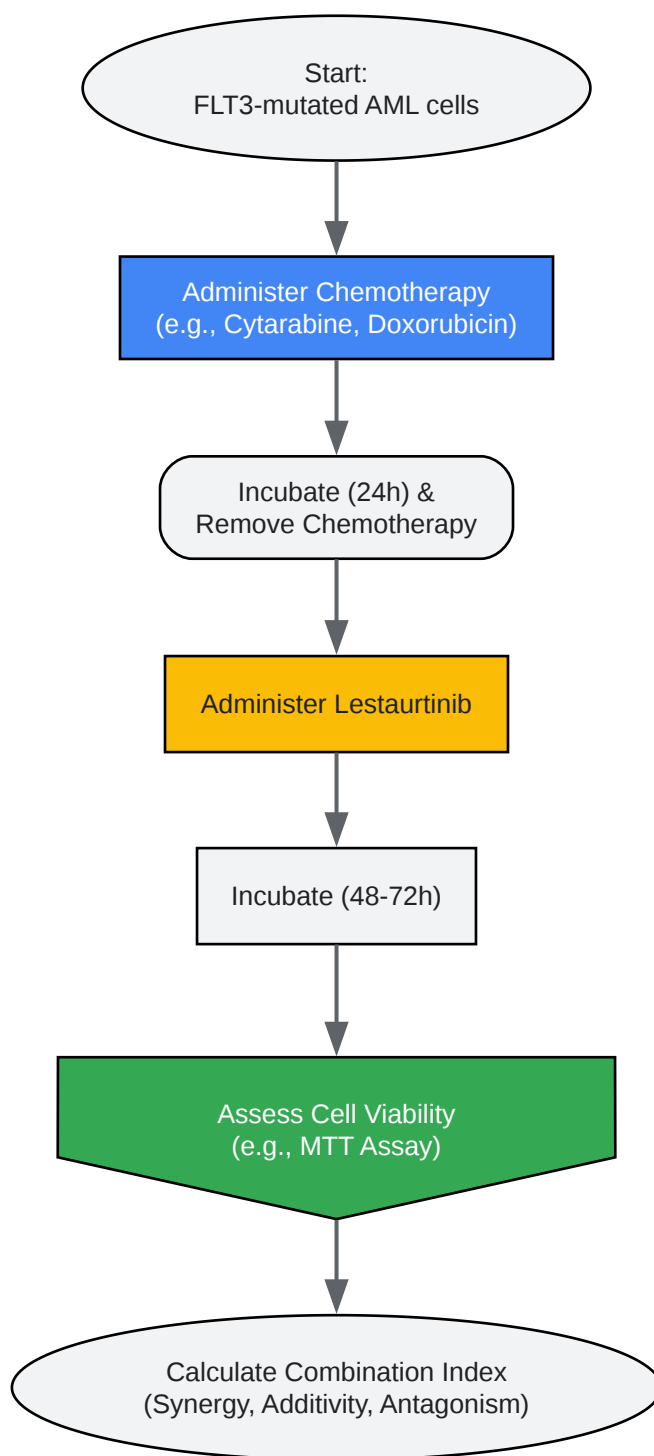 Start:
FLT3-mutated AML cells
Administer Chemotherapy
(e.g., Cytarabine, Doxorubicin)
Incubate (24h) &
Remove Chemotherapy
Administer Lestaurtinib
Incubate (48-72h)
Assess Cell Viability
(e.g., MTT Assay)
Calculate Combination Index
(Synergy, Additivity, Antagonism)